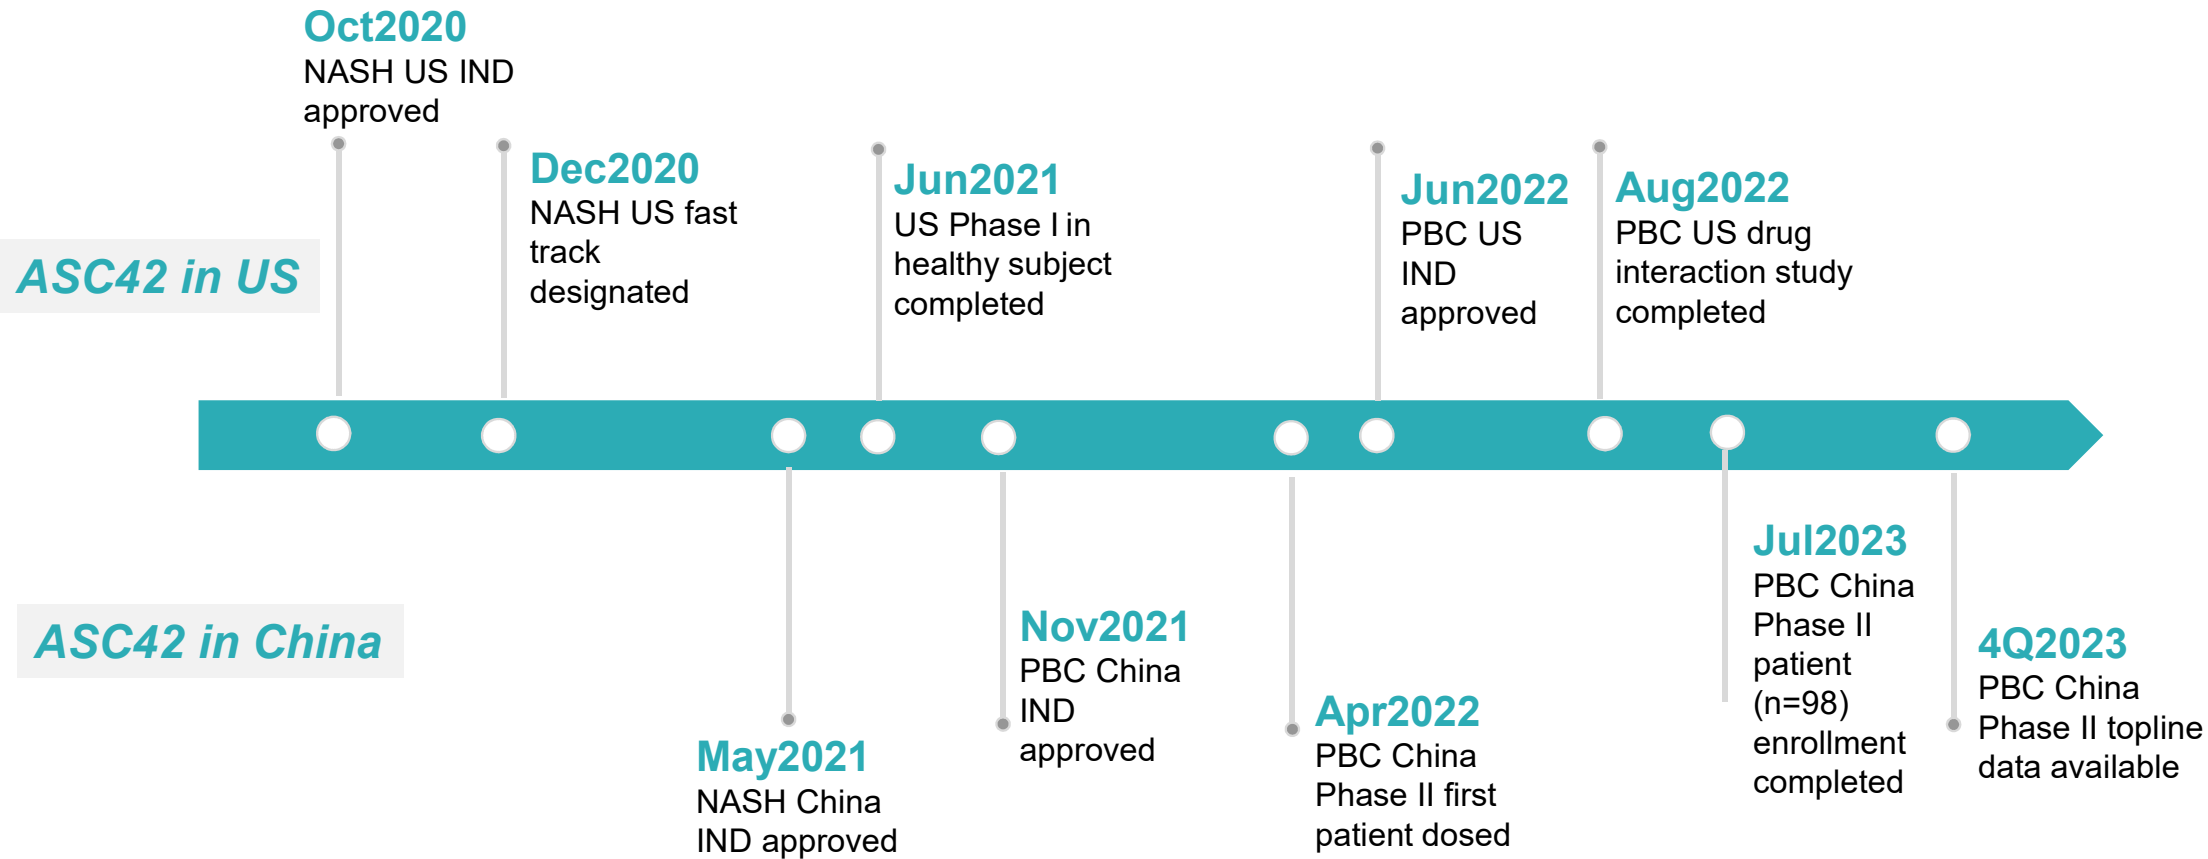 Oct2020
NASH US IND
approved
Dec2020
NASH US fast
track
designated
Jun2021
US Phase I in
healthy subject
completed
Jun2022
PBC US
IND
approved
Aug2022
PBC US drug
interaction study
completed
ASC42 in US
ASC42 in China
May2021
NASH China
IND approved
Nov2021
PBC China
IND
approved
Apr2022
PBC China
Phase II first
patient dosed
Jul2023
PBC China
Phase II
patient
(n=98)
enrollment
completed
4Q2023
PBC China
Phase II topline
data available